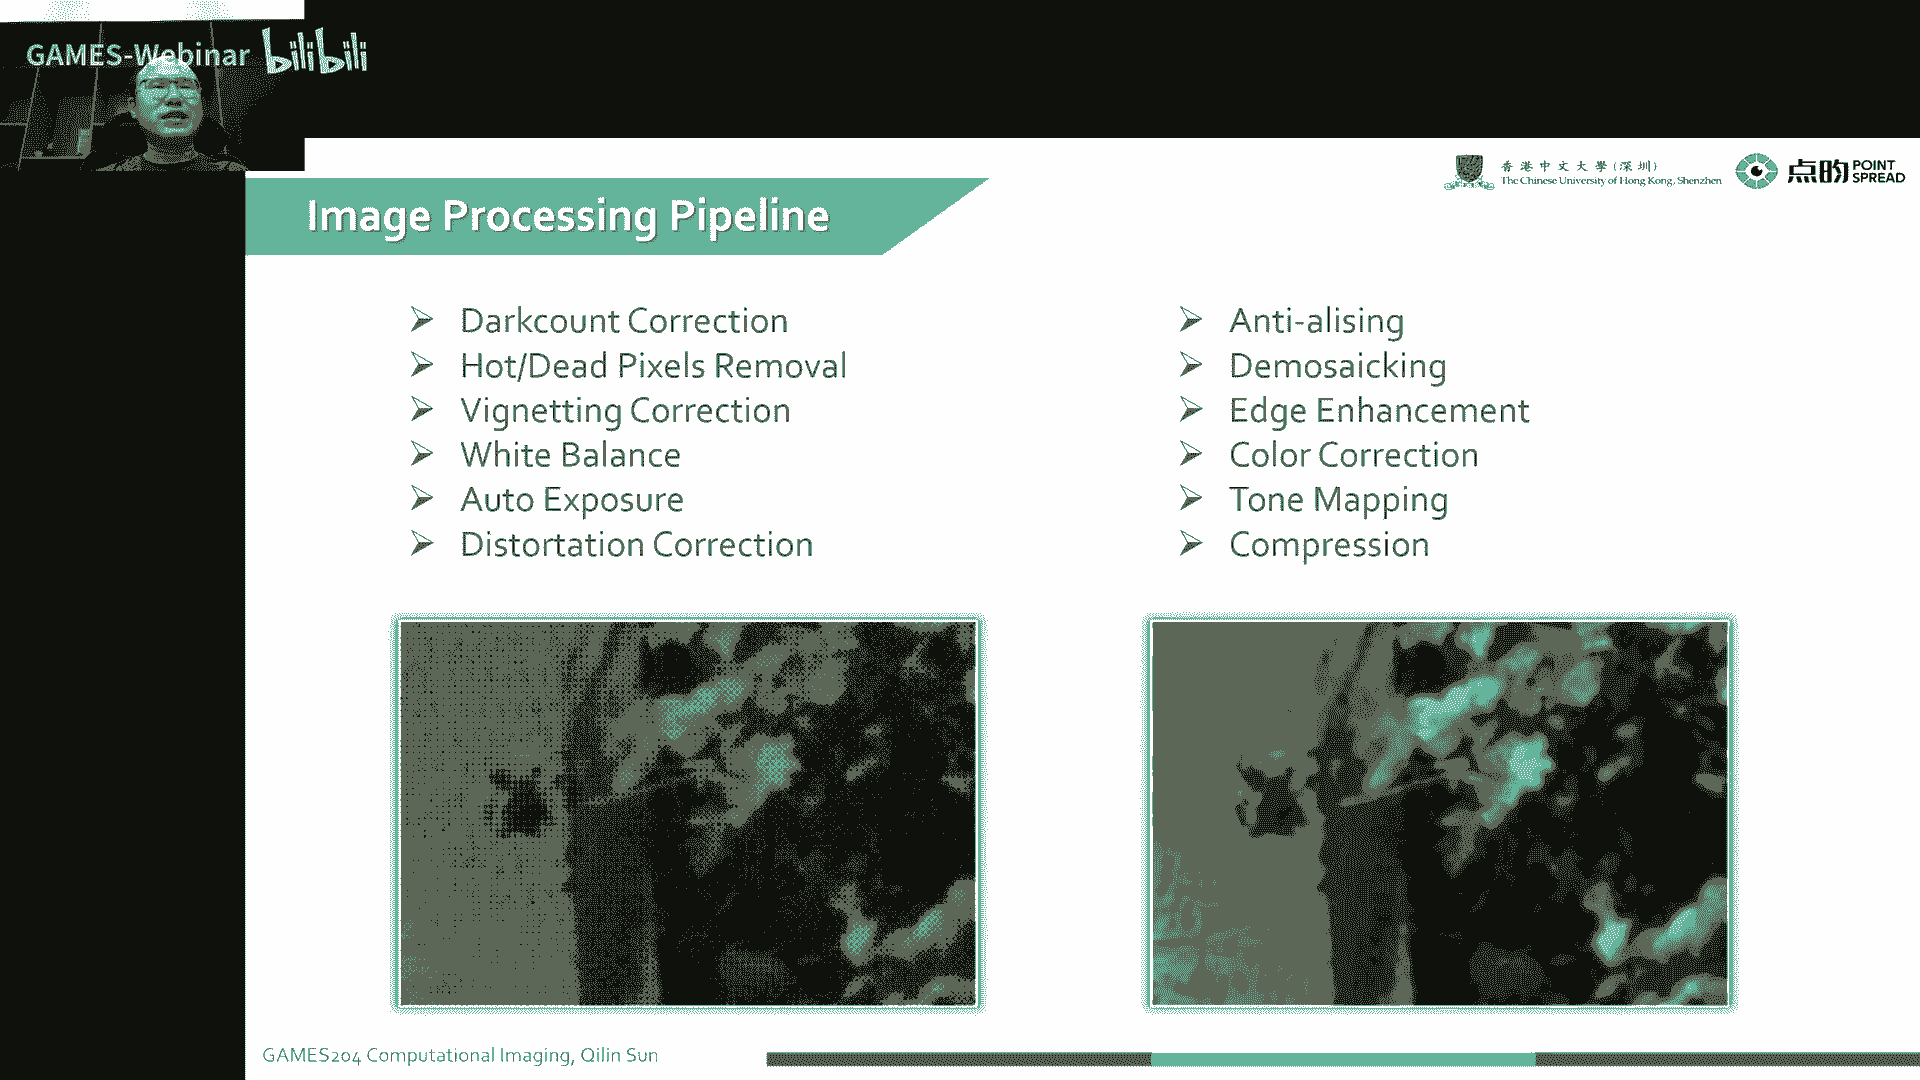 GAMES-Webinar bilibili
香港中文大學(深圳)
The Chinese University of Hong Kong, Shenzhen
点昀 POINT SPREAD
Image Processing Pipeline
Darkcount Correction
Hot/Dead Pixels Removal
Vignetting Correction
White Balance
Auto Exposure
Distortation Correction
Anti-alising
Demosaicking
Edge Enhancement
Color Correction
Tone Mapping
Compression
GAMES204 Computational Imaging, Qilin Sun